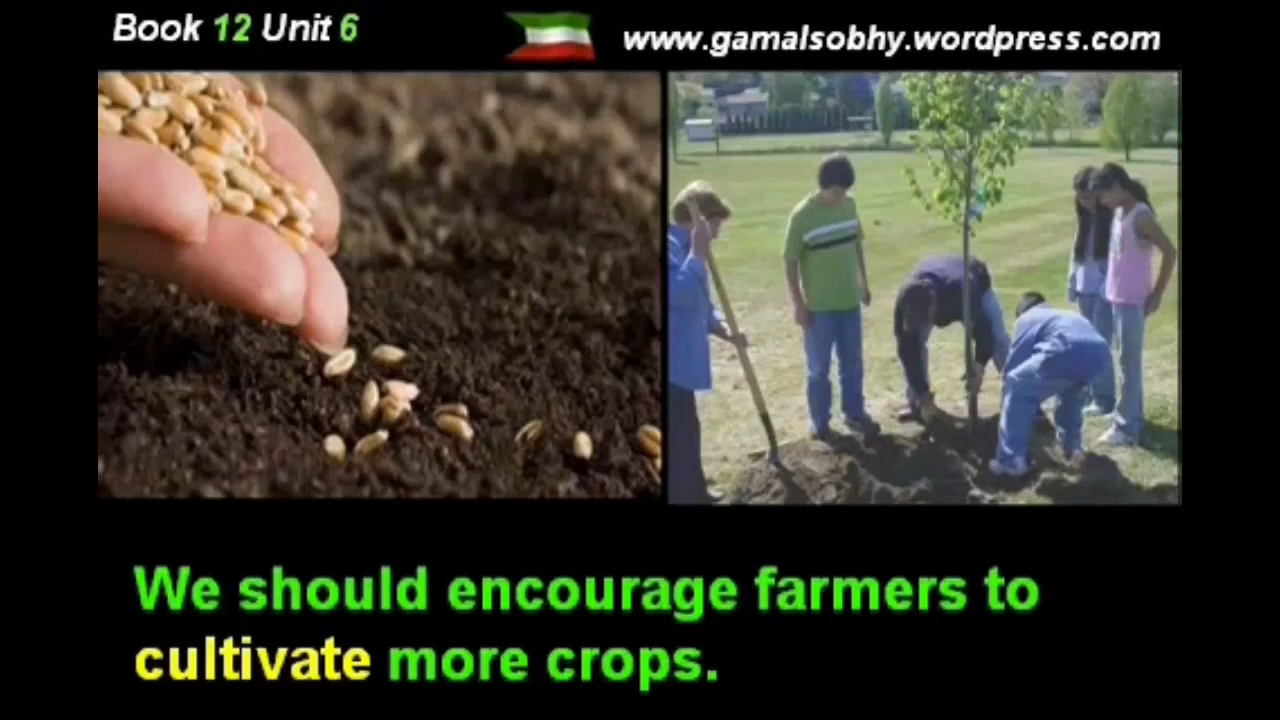 Book 12 Unit 6
www.gamalsobhy.wordpress.com
We should encourage farmers to
cultivate more crops.